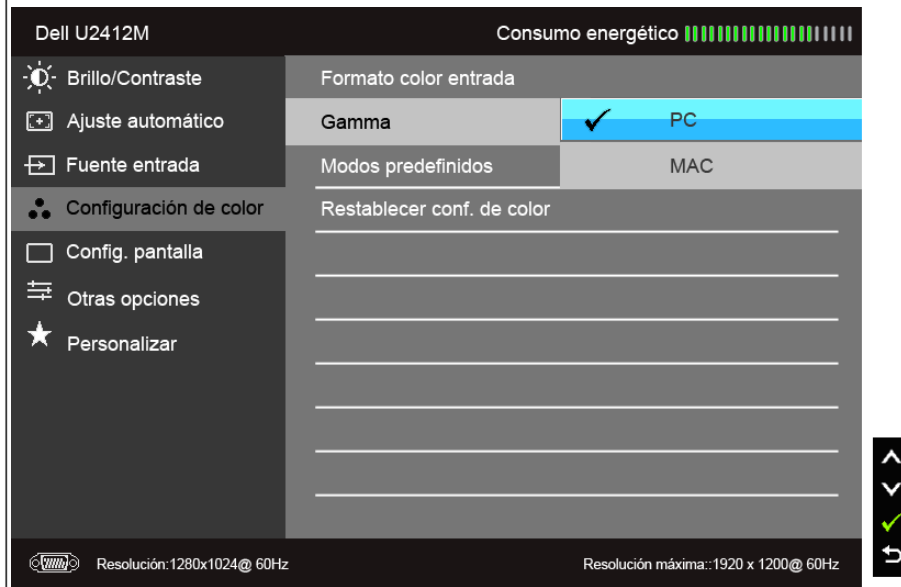 Dell U2412M
Consumo energético
Brillo/Contraste
Ajuste automático
Fuente entrada
Configuración de color
Config. pantalla
Otras opciones
Personalizar
Formato color entrada
Gamma
PC
MAC
Modos predefinidos
Restablecer conf. de color
Resolución:1280x1024@ 60Hz
Resolución máxima::1920 x 1200@ 60Hz